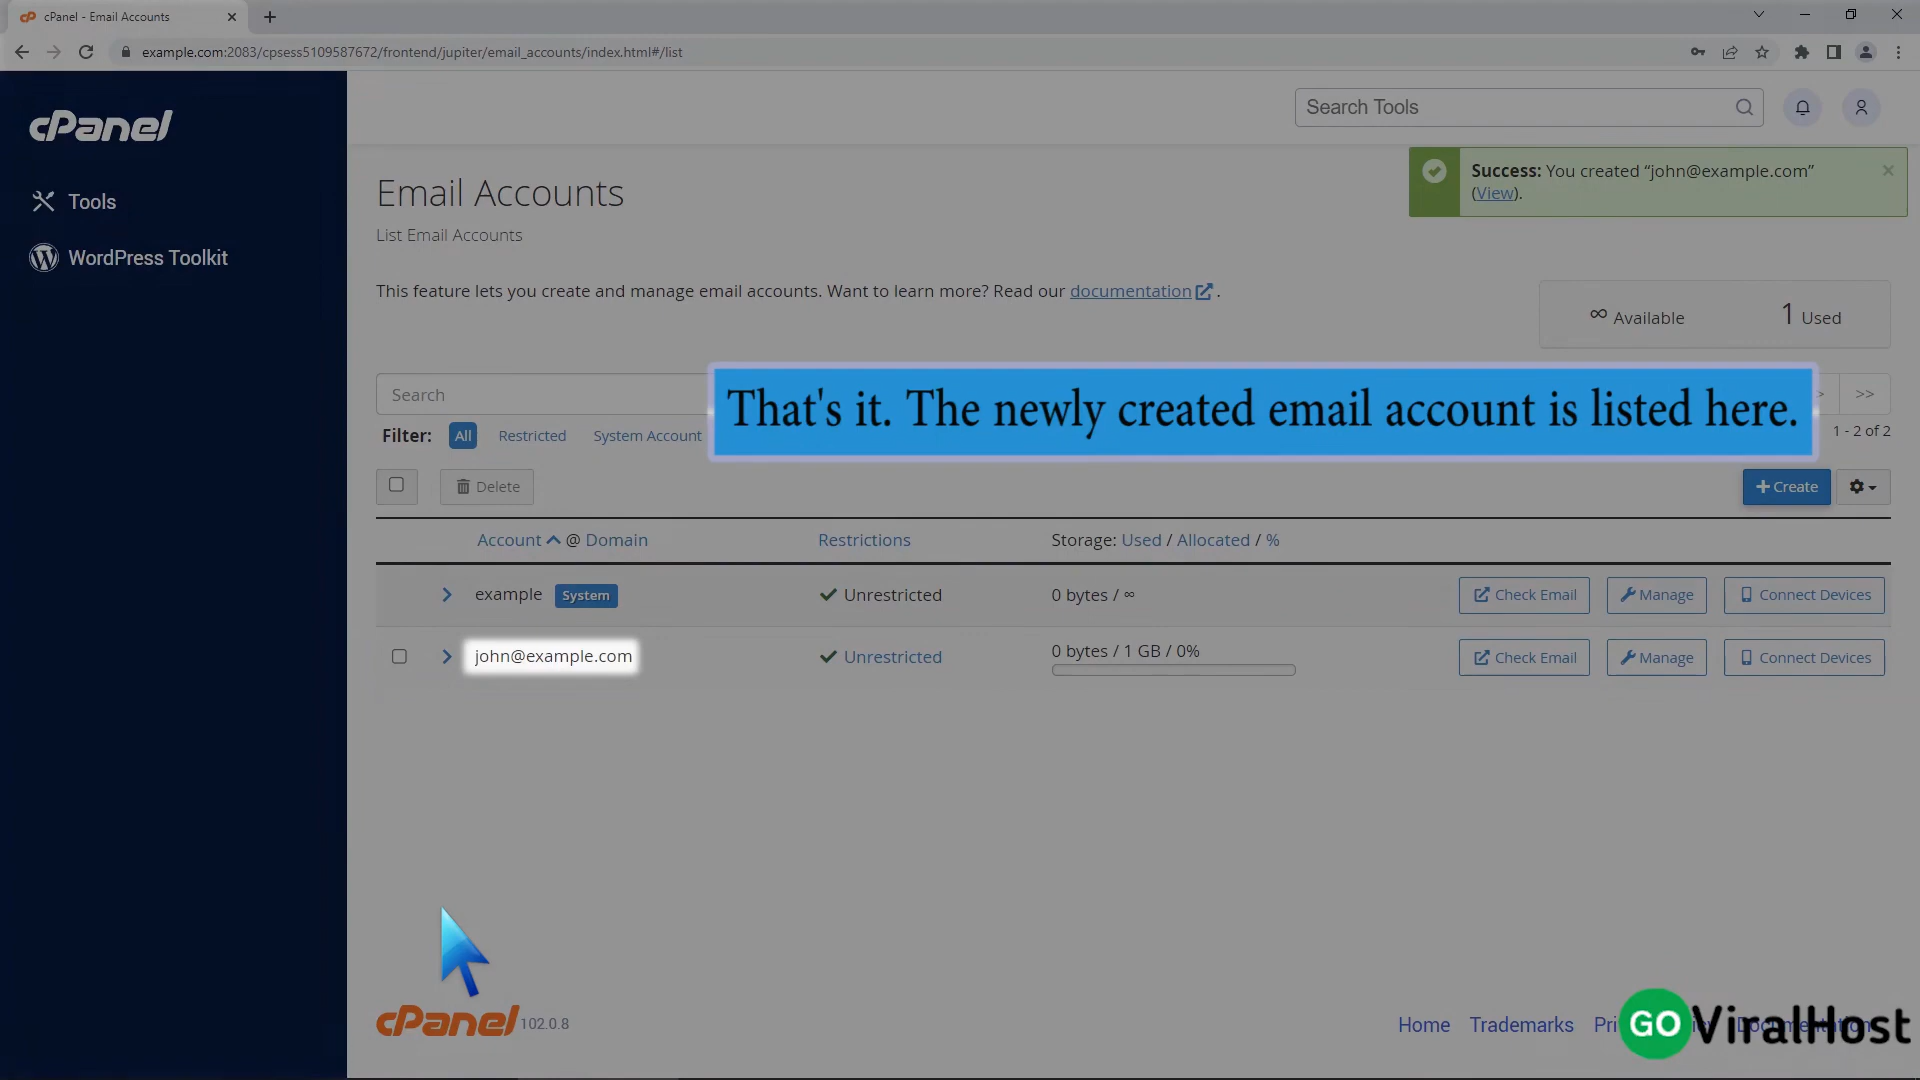 cPanel - Email Accounts
example.com:2083/cpsess5109587672/frontend/jupiter/email_accounts/index.html#/list
cPanel
Search Tools
Tools
WordPress Toolkit
Success: You created “john@example.com”
(View).
Email Accounts
List Email Accounts
This feature lets you create and manage email accounts. Want to learn more? Read our documentation .
∞ Available 1 Used
Search
>>
That's it. The newly created email account is listed here.
Filter: All Restricted System Account
1 - 2 of 2
Delete
Create
Account @ Domain Restrictions Storage: Used / Allocated / %
example System Unrestricted 0 bytes / ∞ Check Email Manage Connect Devices
john@example.com Unrestricted 0 bytes / 1 GB / 0% Check Email Manage Connect Devices
cPanel 102.0.8
Home Trademarks
GO ViralHost